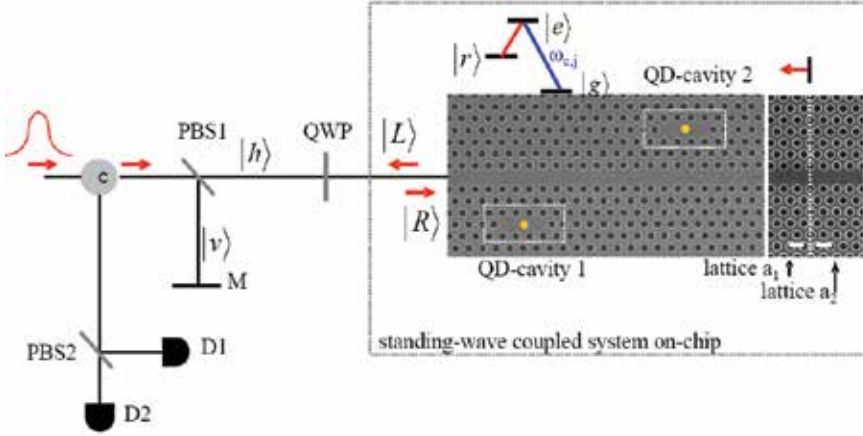 |e⟩
|r⟩
ω_{c,j}
|g⟩
QD-cavity 2
PBS1
QWP
|L⟩
|h⟩
c
|R⟩
|v⟩
M
QD-cavity 1
lattice a₁
lattice a₂
PBS2
D1
D2
standing-wave coupled system on-chip